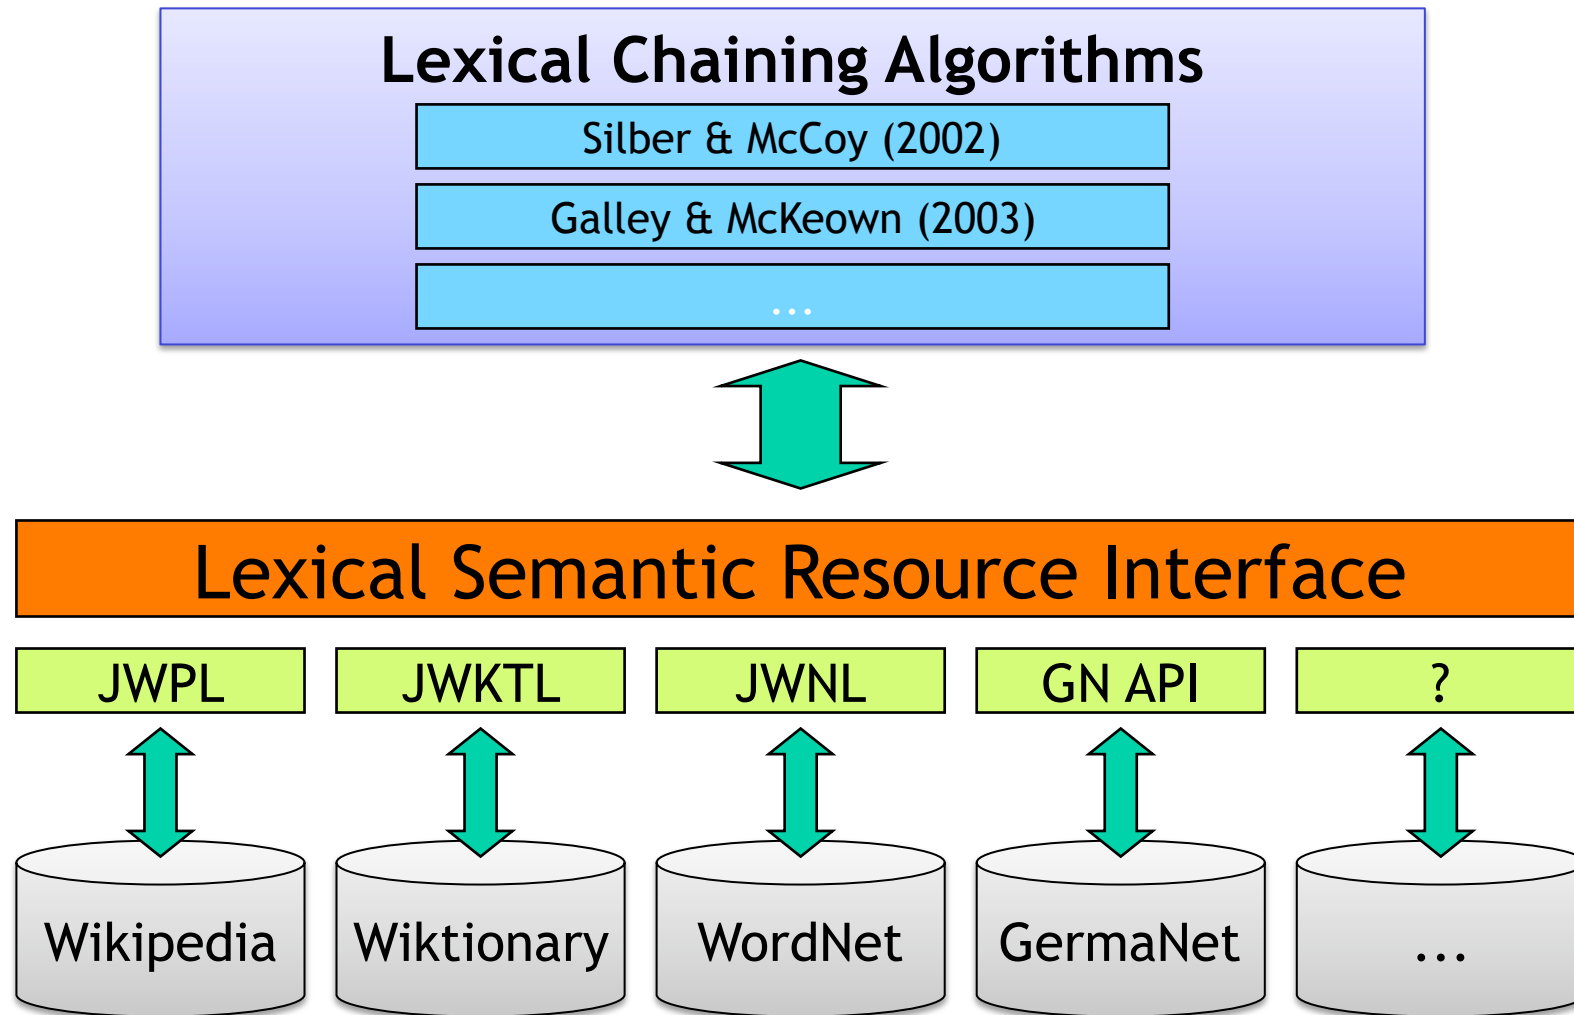 Lexical Chaining Algorithms
Silber & McCoy (2002)
Galley & McKeown (2003)
...
Lexical Semantic Resource Interface
JWPL JWKTL JWNL GN API ?
Wikipedia Wiktionary WordNet GermaNet ...